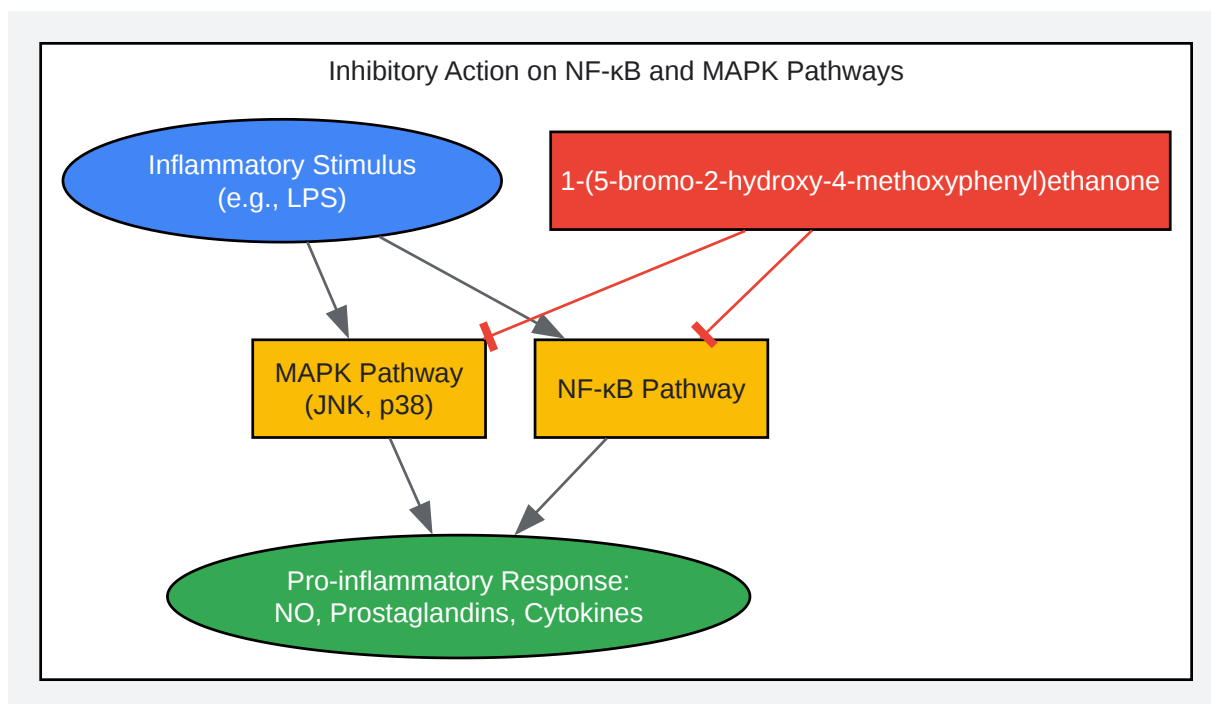 Inhibitory Action on NF-κB and MAPK Pathways
Inflammatory Stimulus
(e.g., LPS)
1-(5-bromo-2-hydroxy-4-methoxyphenyl)ethanone
MAPK Pathway
(JNK, p38)
NF-κB Pathway
Pro-inflammatory Response:
NO, Prostaglandins, Cytokines